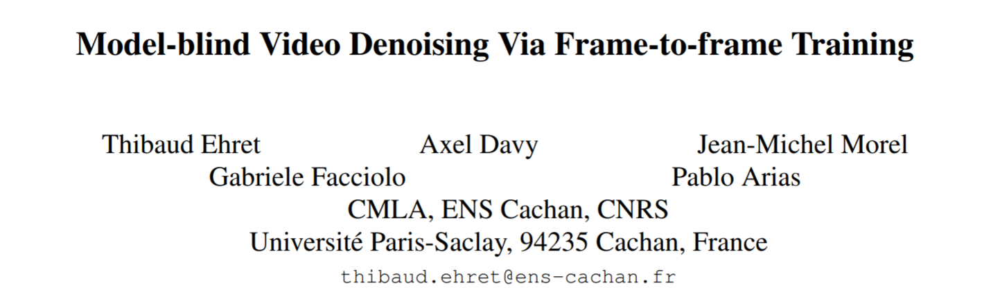 Model-blind Video Denoising Via Frame-to-frame Training
Thibaud Ehret Axel Davy Jean-Michel Morel
Gabriele Facciolo Pablo Arias
CMLA, ENS Cachan, CNRS
Université Paris-Saclay, 94235 Cachan, France
thibaud.ehret@ens-cachan.fr